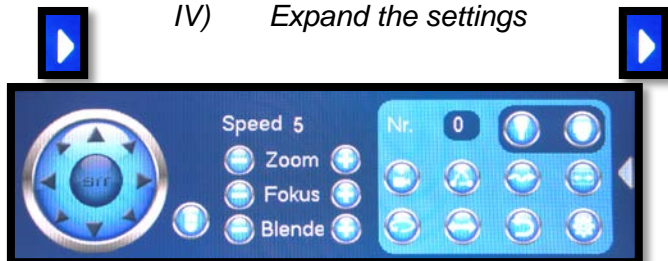 IV) Expand the settings
Speed 5
Nr. 0
Zoom
Fokus
Blende